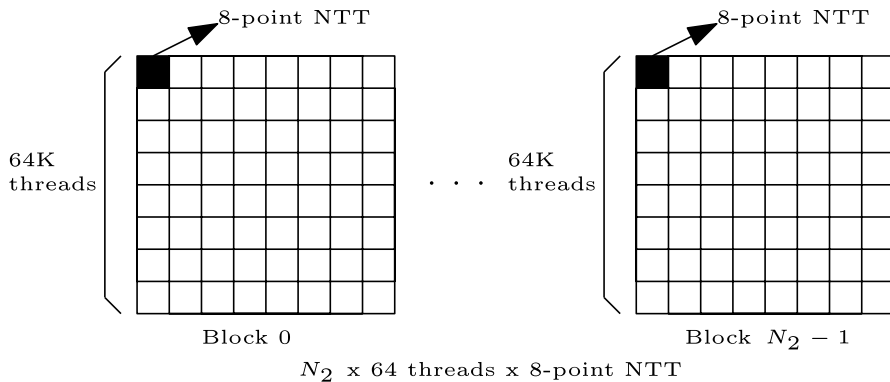 8-point NTT
8-point NTT
64K
threads
. . .
64K
threads
Block 0
Block N₂ − 1
N₂ x 64 threads x 8-point NTT